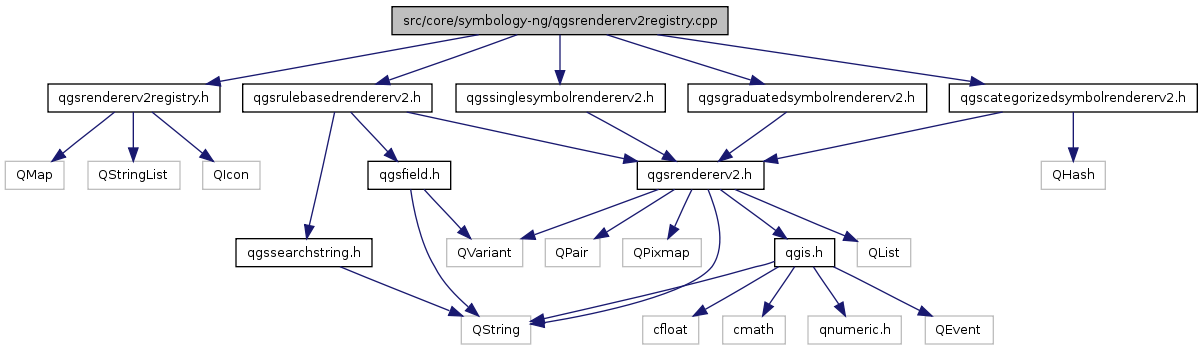 src/core/symbology-ng/qgsrendererv2registry.cpp
qgsrendererv2registry.h
qgsrulebasedrendererv2.h
qgssinglesymbolrendererv2.h
qgsgraduatedsymbolrendererv2.h
qgscategorizedsymbolrendererv2.h
QMap
QStringList
QIcon
qgsfield.h
qgsrendererv2.h
QHash
qgssearchstring.h
QVariant
QPair
QPixmap
qgis.h
QList
QString
cfloat
cmath
qnumeric.h
QEvent